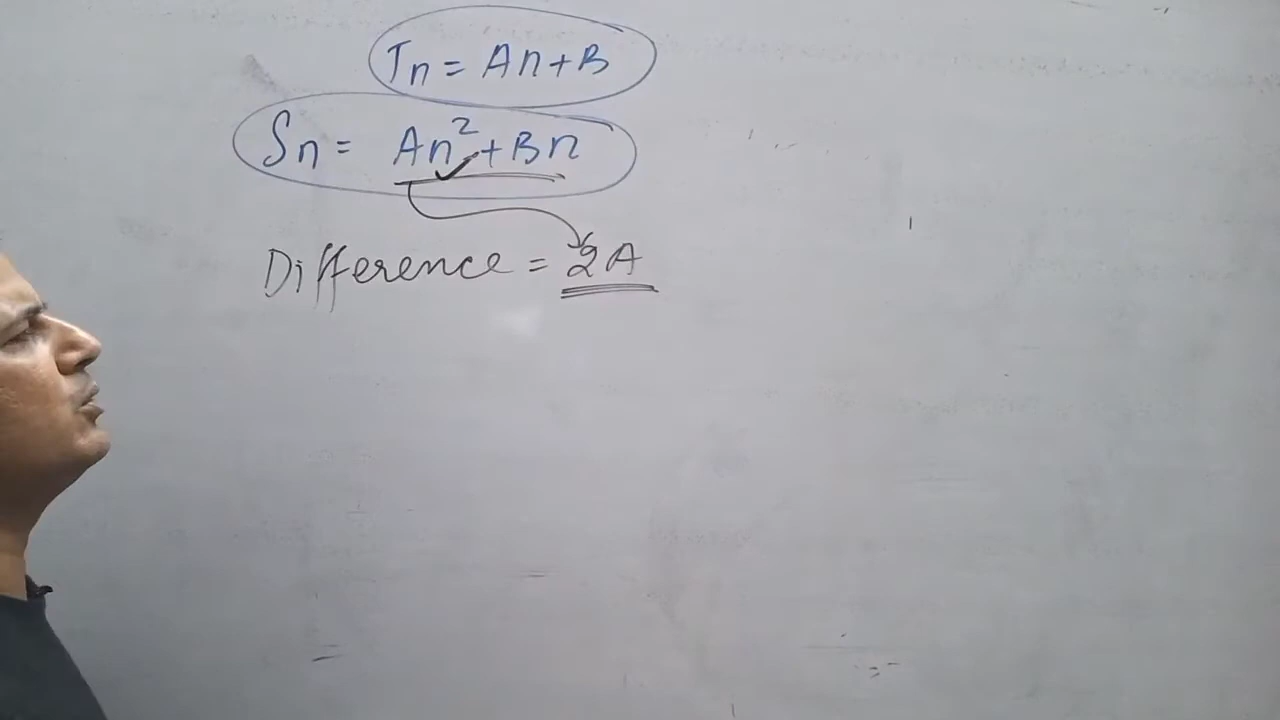 Tn = An+B
Sn = An²+Bn
Difference = 2A